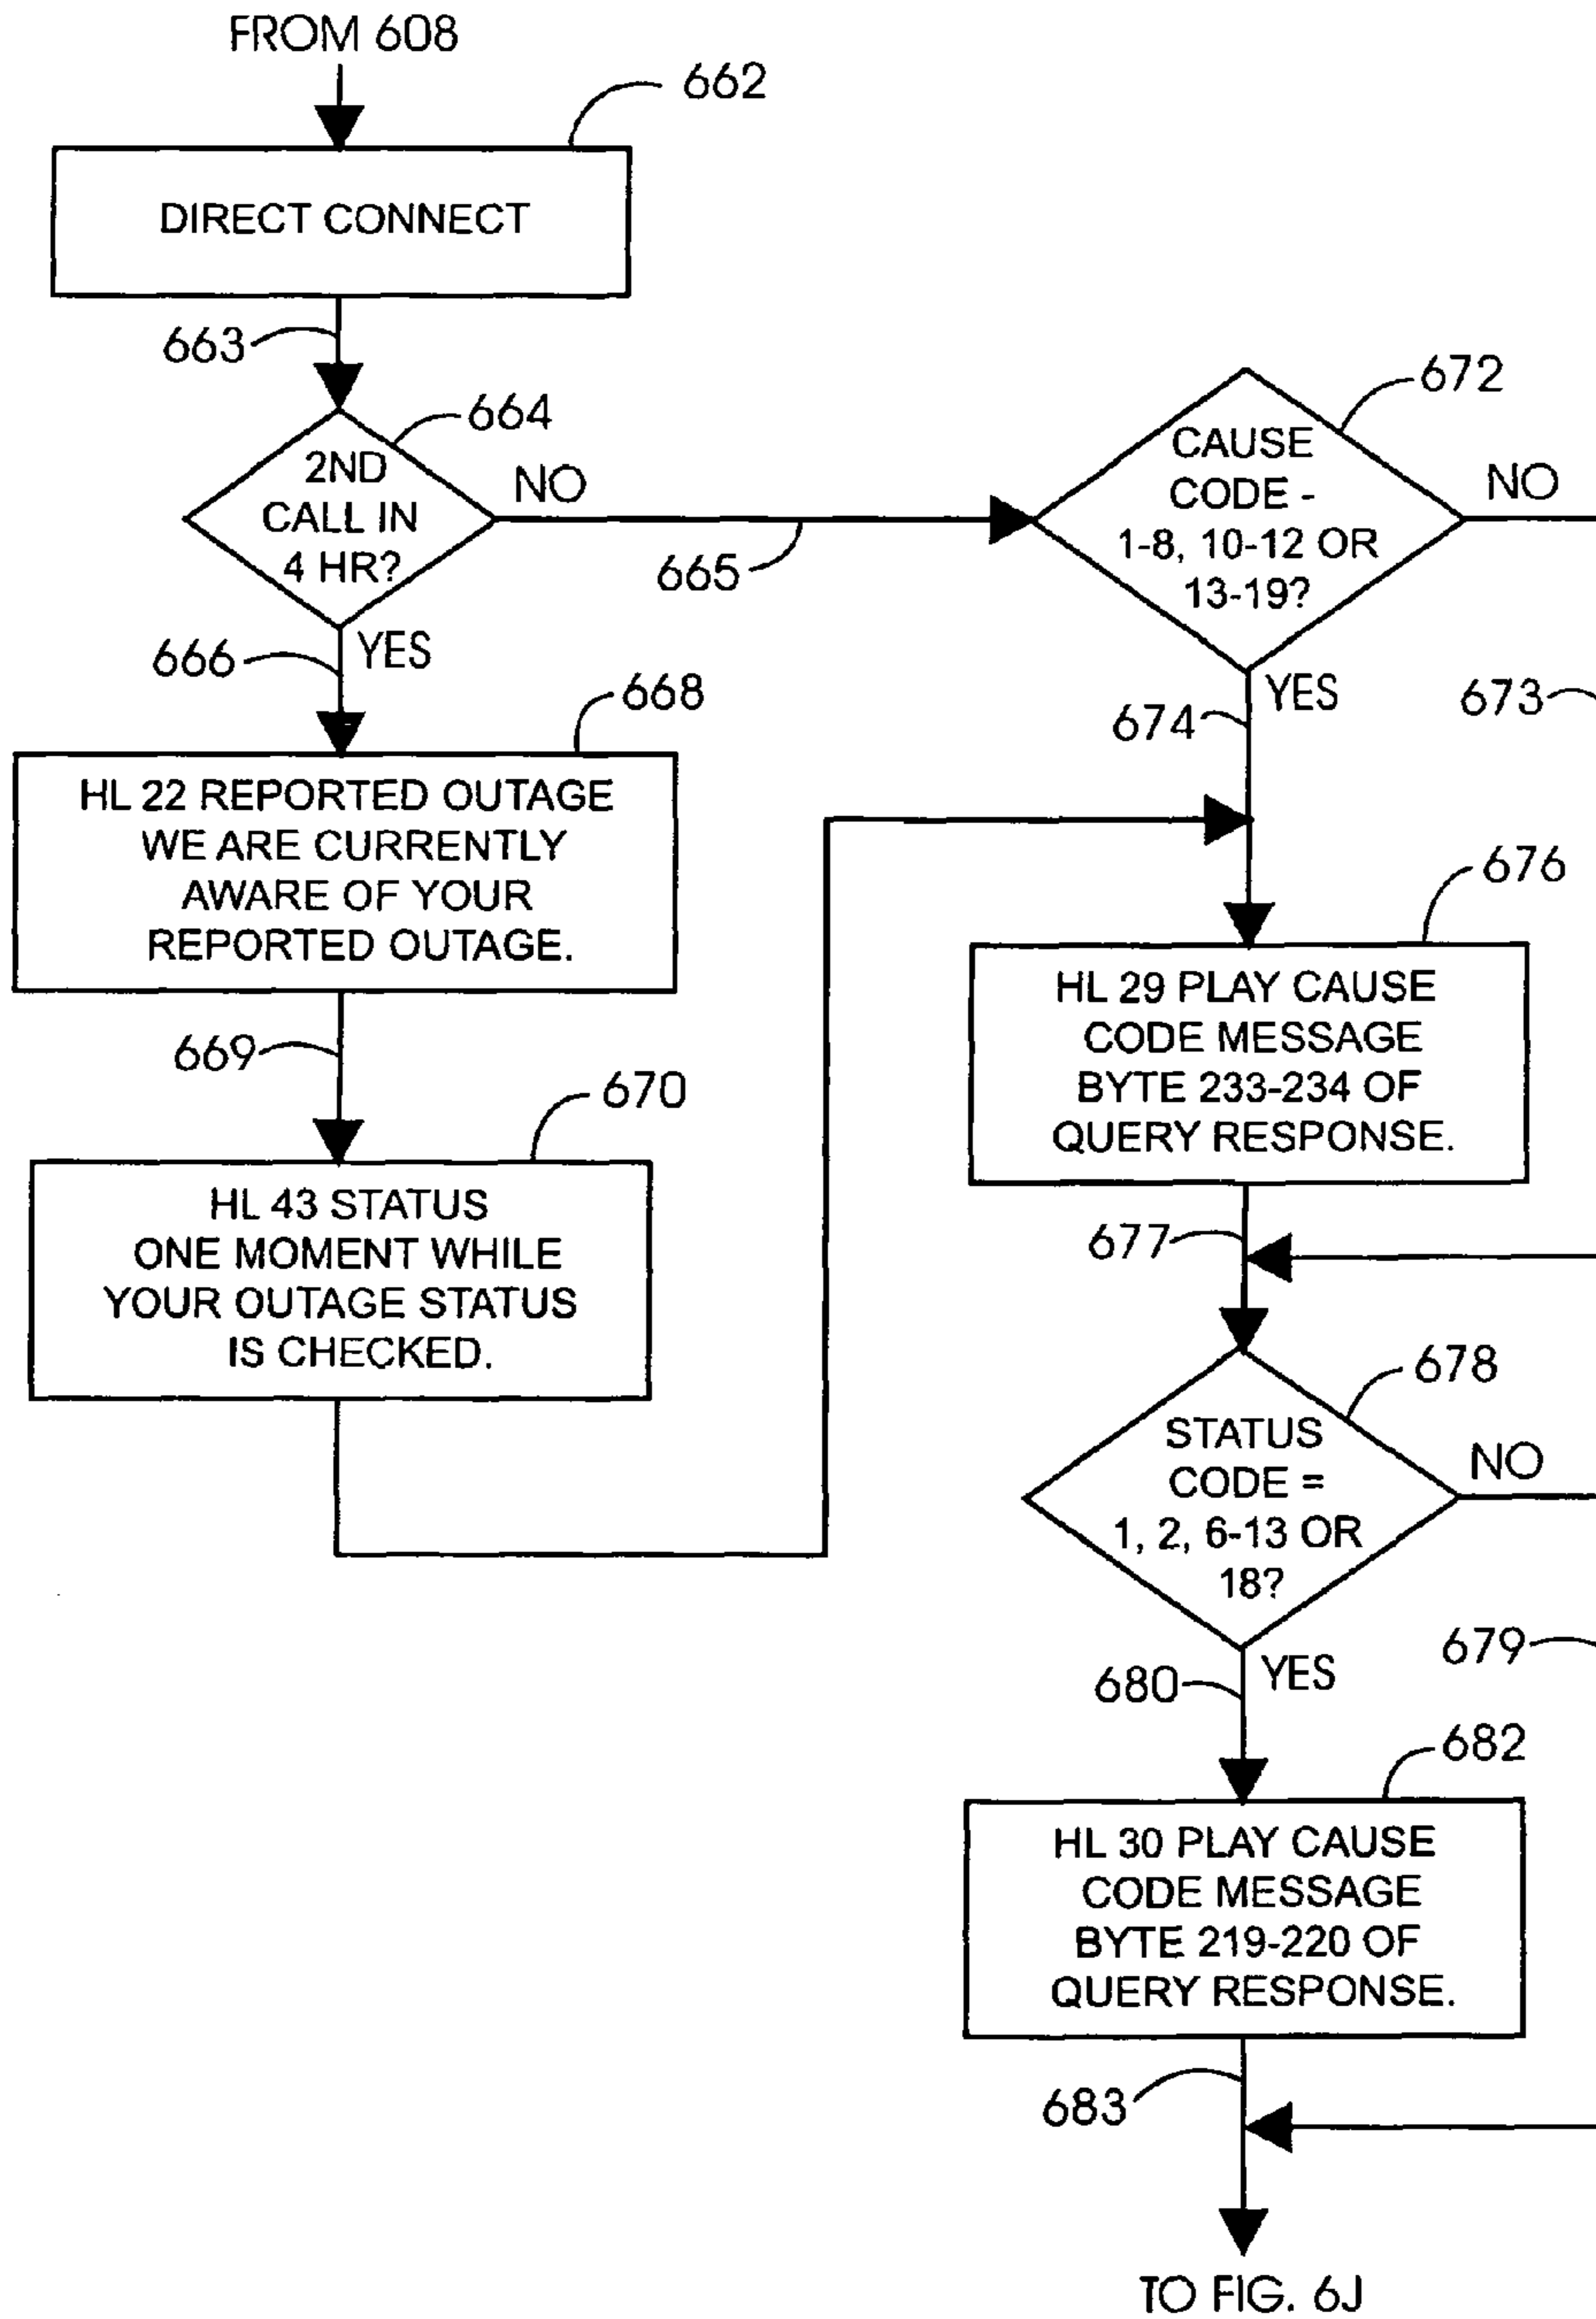 FROM 608
662
DIRECT CONNECT
663
664
2ND
CALL IN
4 HR?
NO
665
YES
666
668
HL 22 REPORTED OUTAGE
WE ARE CURRENTLY
AWARE OF YOUR
REPORTED OUTAGE.
669
670
HL 43 STATUS
ONE MOMENT WHILE
YOUR OUTAGE STATUS
IS CHECKED.
672
CAUSE
CODE -
1-8, 10-12 OR
13-19?
NO
673
YES
674
676
HL 29 PLAY CAUSE
CODE MESSAGE
BYTE 233-234 OF
QUERY RESPONSE.
677
678
STATUS
CODE =
1, 2, 6-13 OR
18?
NO
679
YES
680
682
HL 30 PLAY CAUSE
CODE MESSAGE
BYTE 219-220 OF
QUERY RESPONSE.
683
TO FIG. 6J